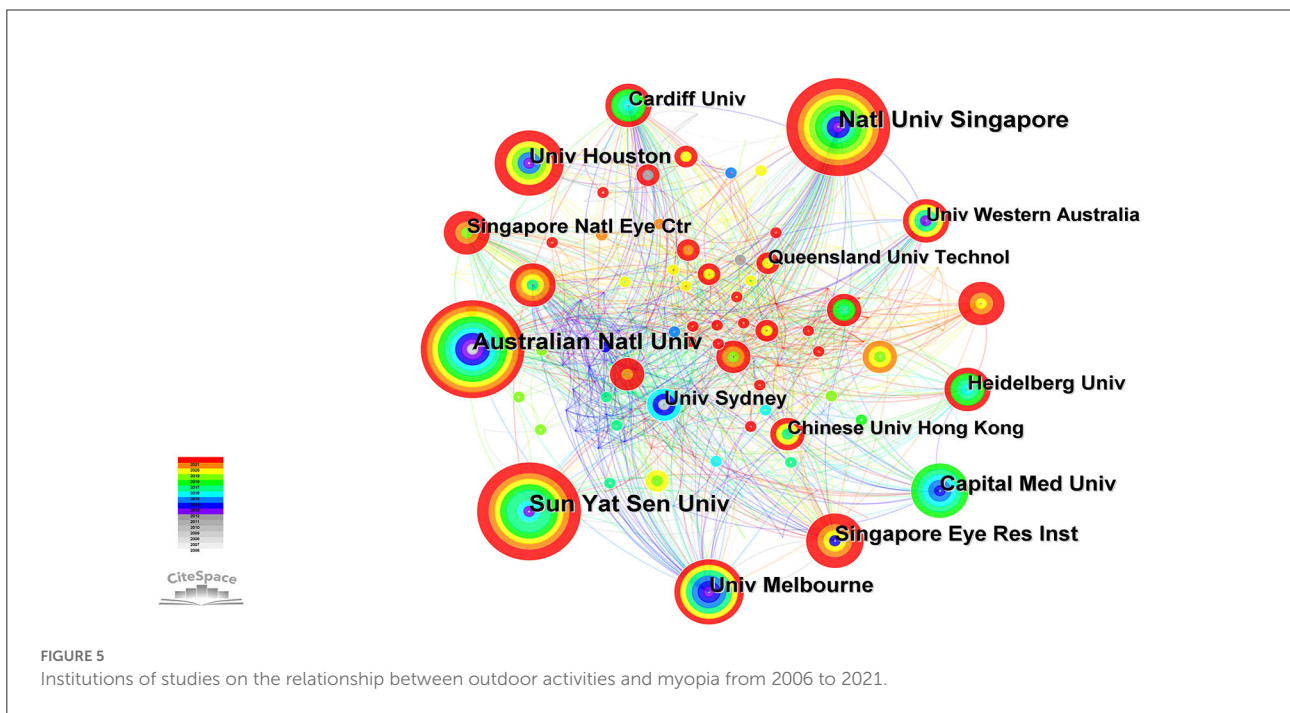 Cardiff Univ
Natl Univ Singapore
Univ Houston
Univ Western Australia
Singapore Natl Eye Ctr
Queensland Univ Technol
Australian Natl Univ
Heidelberg Univ
Univ Sydney
Chinese Univ Hong Kong
Capital Med Univ
Sun Yat Sen Univ
Singapore Eye Res Inst
Univ Melbourne
CiteSpace
FIGURE 5
Institutions of studies on the relationship between outdoor activities and myopia from 2006 to 2021.